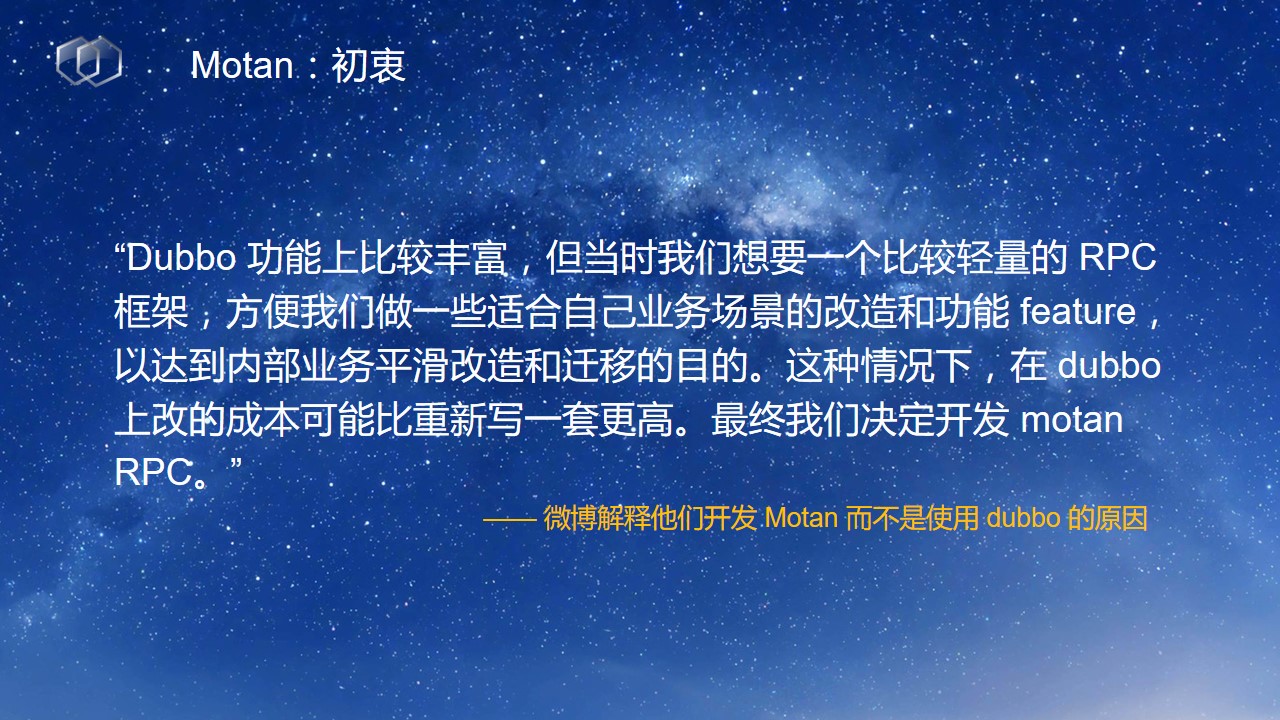 Motan：初衷
“Dubbo 功能上比较丰富，但当时我们想要一个比较轻量的 RPC
框架，方便我们做一些适合自己业务场景的改造和功能 feature，
以达到内部业务平滑改造和迁移的目的。这种情况下，在 dubbo
上改的成本可能比重新写一套更高。最终我们决定开发 motan
RPC。”
—— 微博解释他们开发 Motan 而不是使用 dubbo 的原因